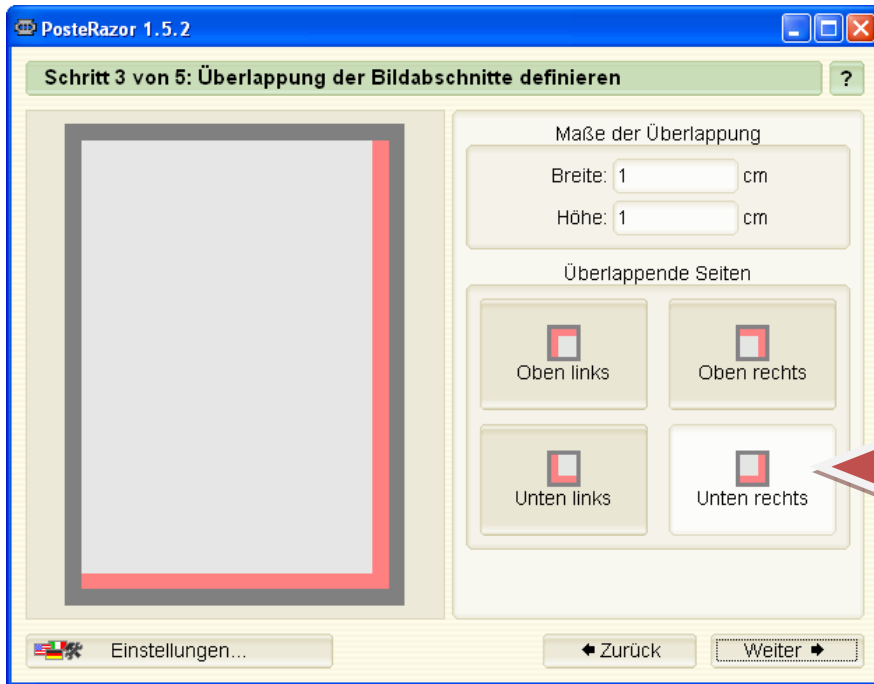 PosteRazor 1.5.2
Schritt 3 von 5: Überlappung der Bildabschnitte definieren
?
Maße der Überlappung
Breite: 1 cm
Höhe: 1 cm
Überlappende Seiten
Oben links
Oben rechts
Unten links
Unten rechts
Einstellungen...
Zurück
Weiter